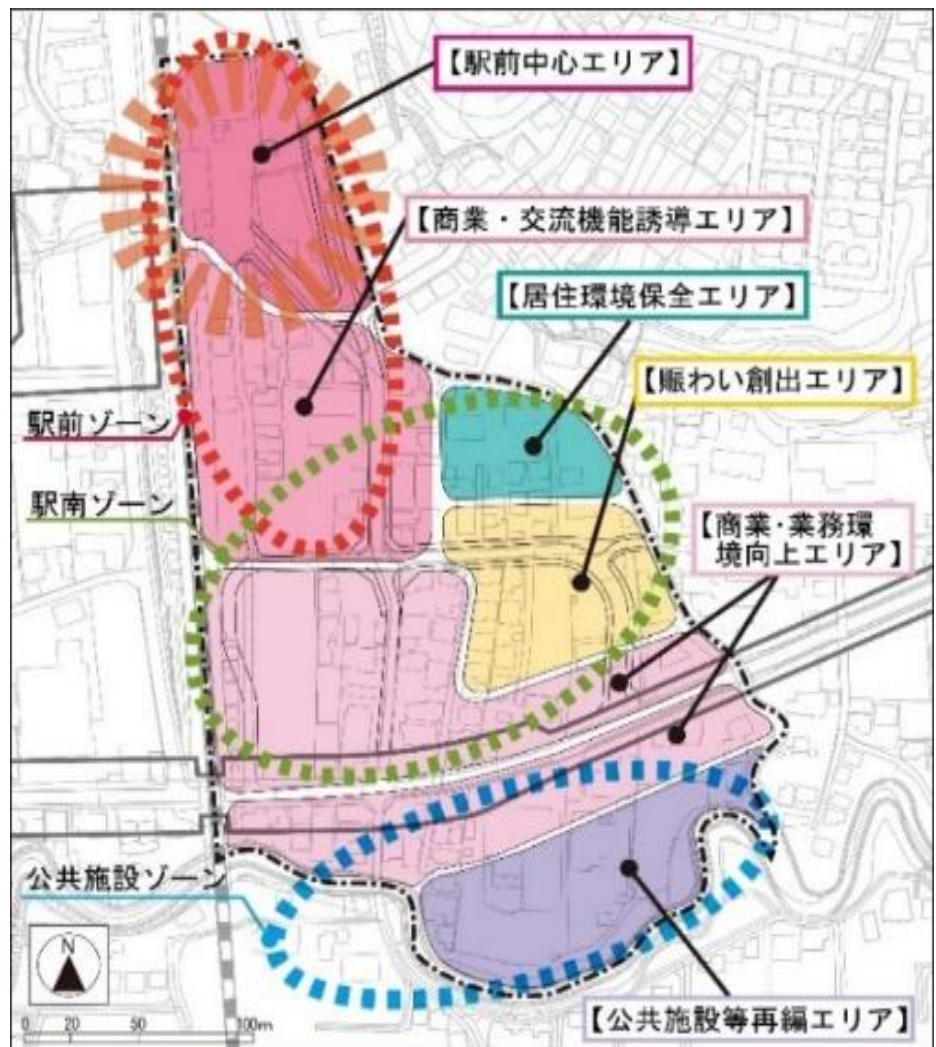 【駅前中心エリア】
【商業・交流機能誘導エリア】
【居住環境保全エリア】
【賑わい創出エリア】
駅前ゾーン
駅南ゾーン
【商業・業務環
境向上エリア】
公共施設ゾーン
N
0 20 50 100m
【公共施設等再編エリア】